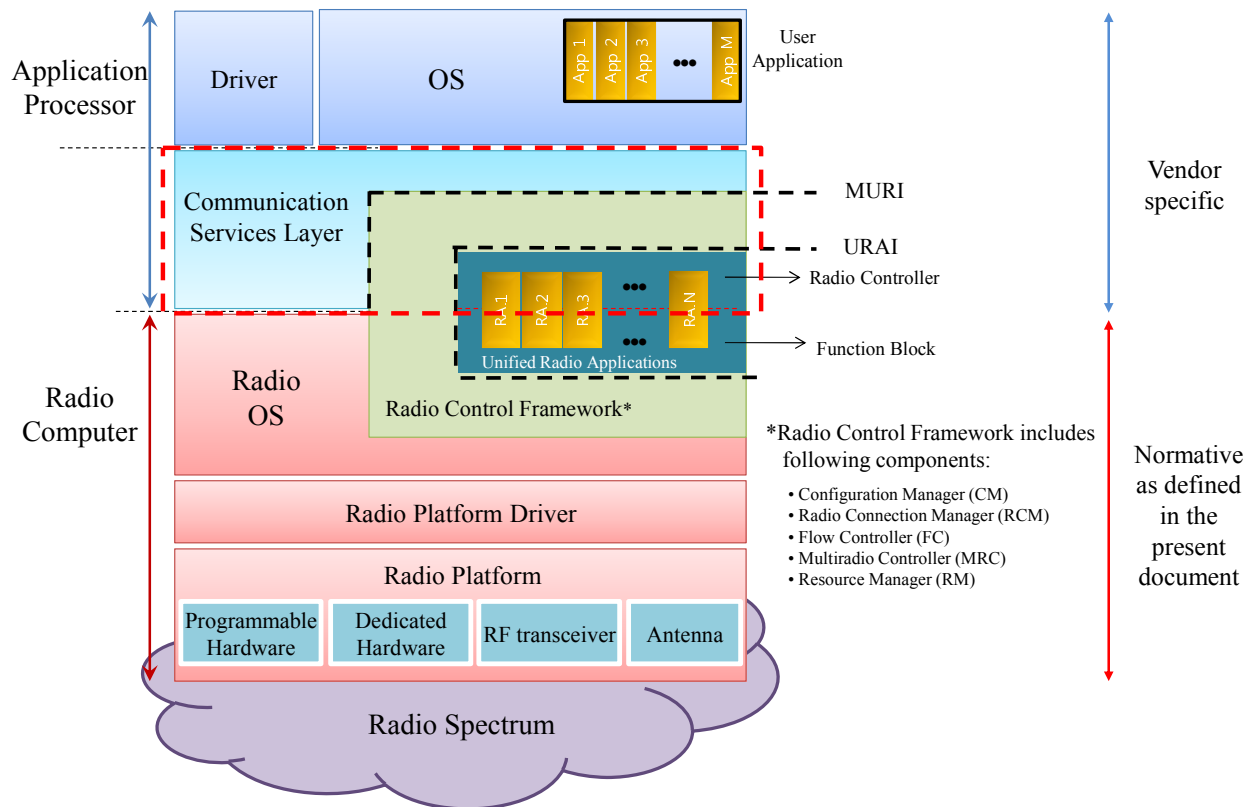 Application
Processor
Driver
OS
App 1
App 2
App 3
•••
App M
User
Application
Communication
Services Layer
MURI
URAI
Vendor
specific
RA.1
RA.2
RA.3
•••
RA.N
•••
Unified Radio Applications
Radio Controller
Function Block
Radio
Computer
Radio
OS
Radio Control Framework*
*Radio Control Framework includes
following components:
• Configuration Manager (CM)
• Radio Connection Manager (RCM)
• Flow Controller (FC)
• Multiradio Controller (MRC)
• Resource Manager (RM)
Normative
as defined
in the
present
document
Radio Platform Driver
Radio Platform
Programmable
Hardware
Dedicated
Hardware
RF transceiver
Antenna
Radio Spectrum